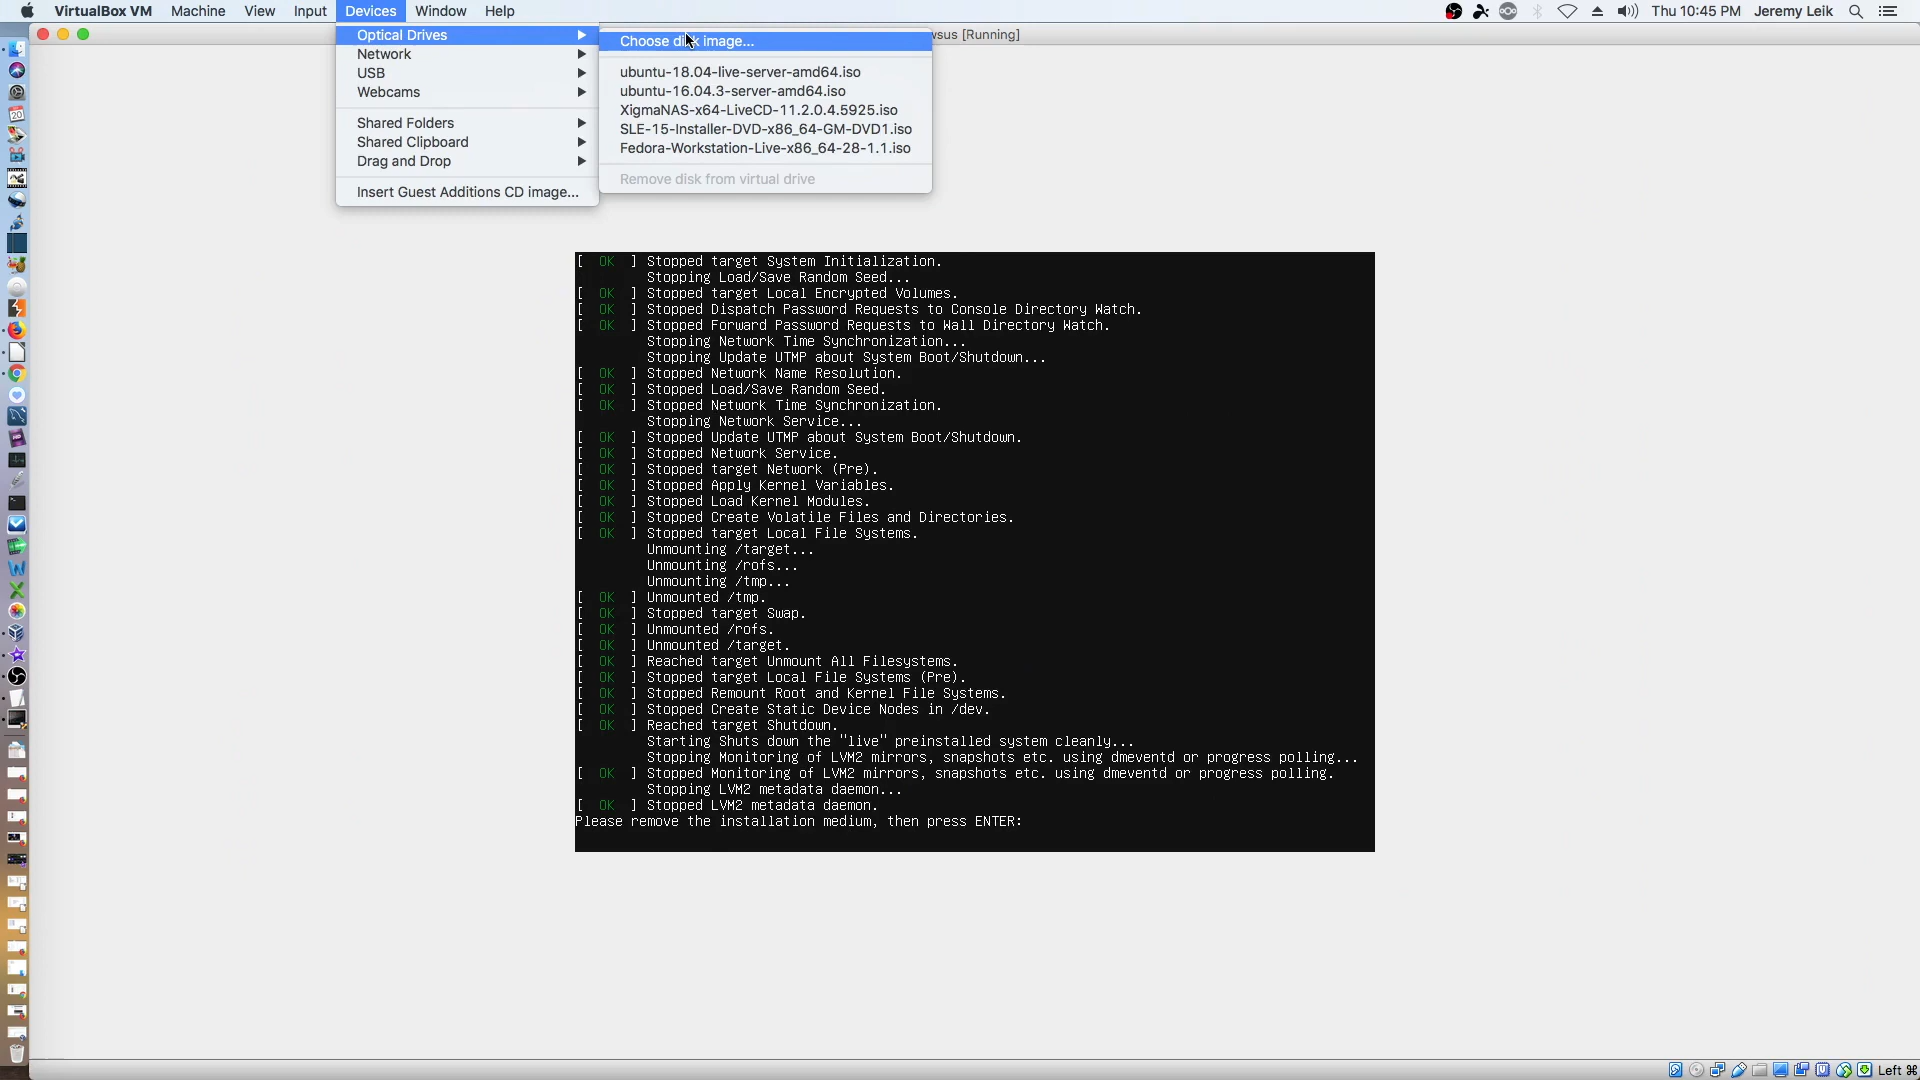 VirtualBox VM Machine View Input Devices Window Help
Thu 10:45 PM Jeremy Leik
wsus [Running]
Optical Drives
Network
USB
Webcams
Shared Folders
Shared Clipboard
Drag and Drop
Insert Guest Additions CD image...
Choose disk image...
ubuntu-18.04-live-server-amd64.iso
ubuntu-16.04.3-server-amd64.iso
XigmaNAS-x64-LiveCD-11.2.0.4.5925.iso
SLE-15-Installer-DVD-x86_64-GM-DVD1.iso
Fedora-Workstation-Live-x86_64-28-1.1.iso
Remove disk from virtual drive
[  OK  ] Stopped target System Initialization.
Stopping Load/Save Random Seed...
[  OK  ] Stopped target Local Encrypted Volumes.
[  OK  ] Stopped Dispatch Password Requests to Console Directory Watch.
[  OK  ] Stopped Forward Password Requests to Wall Directory Watch.
Stopping Network Time Synchronization...
Stopping Update UTMP about System Boot/Shutdown...
[  OK  ] Stopped Network Name Resolution.
[  OK  ] Stopped Load/Save Random Seed.
[  OK  ] Stopped Network Time Synchronization.
Stopping Network Service...
[  OK  ] Stopped Update UTMP about System Boot/Shutdown.
[  OK  ] Stopped Network Service.
[  OK  ] Stopped target Network (Pre).
[  OK  ] Stopped Apply Kernel Variables.
[  OK  ] Stopped Load Kernel Modules.
[  OK  ] Stopped Create Volatile Files and Directories.
[  OK  ] Stopped target Local File Systems.
Unmounting /target...
Unmounting /rofs...
Unmounting /tmp...
[  OK  ] Unmounted /tmp.
[  OK  ] Stopped target Swap.
[  OK  ] Unmounted /rofs.
[  OK  ] Unmounted /target.
[  OK  ] Reached target Unmount All Filesystems.
[  OK  ] Stopped target Local File Systems (Pre).
[  OK  ] Stopped Remount Root and Kernel File Systems.
[  OK  ] Stopped Create Static Device Nodes in /dev.
[  OK  ] Reached target Shutdown.
Starting Shuts down the "live" preinstalled system cleanly...
Stopping Monitoring of LVM2 mirrors, snapshots etc. using dmeventd or progress polling...
[  OK  ] Stopped Monitoring of LVM2 mirrors, snapshots etc. using dmeventd or progress polling.
Stopping LVM2 metadata daemon...
[  OK  ] Stopped LVM2 metadata daemon.
Please remove the installation medium, then press ENTER:
Left ⌘